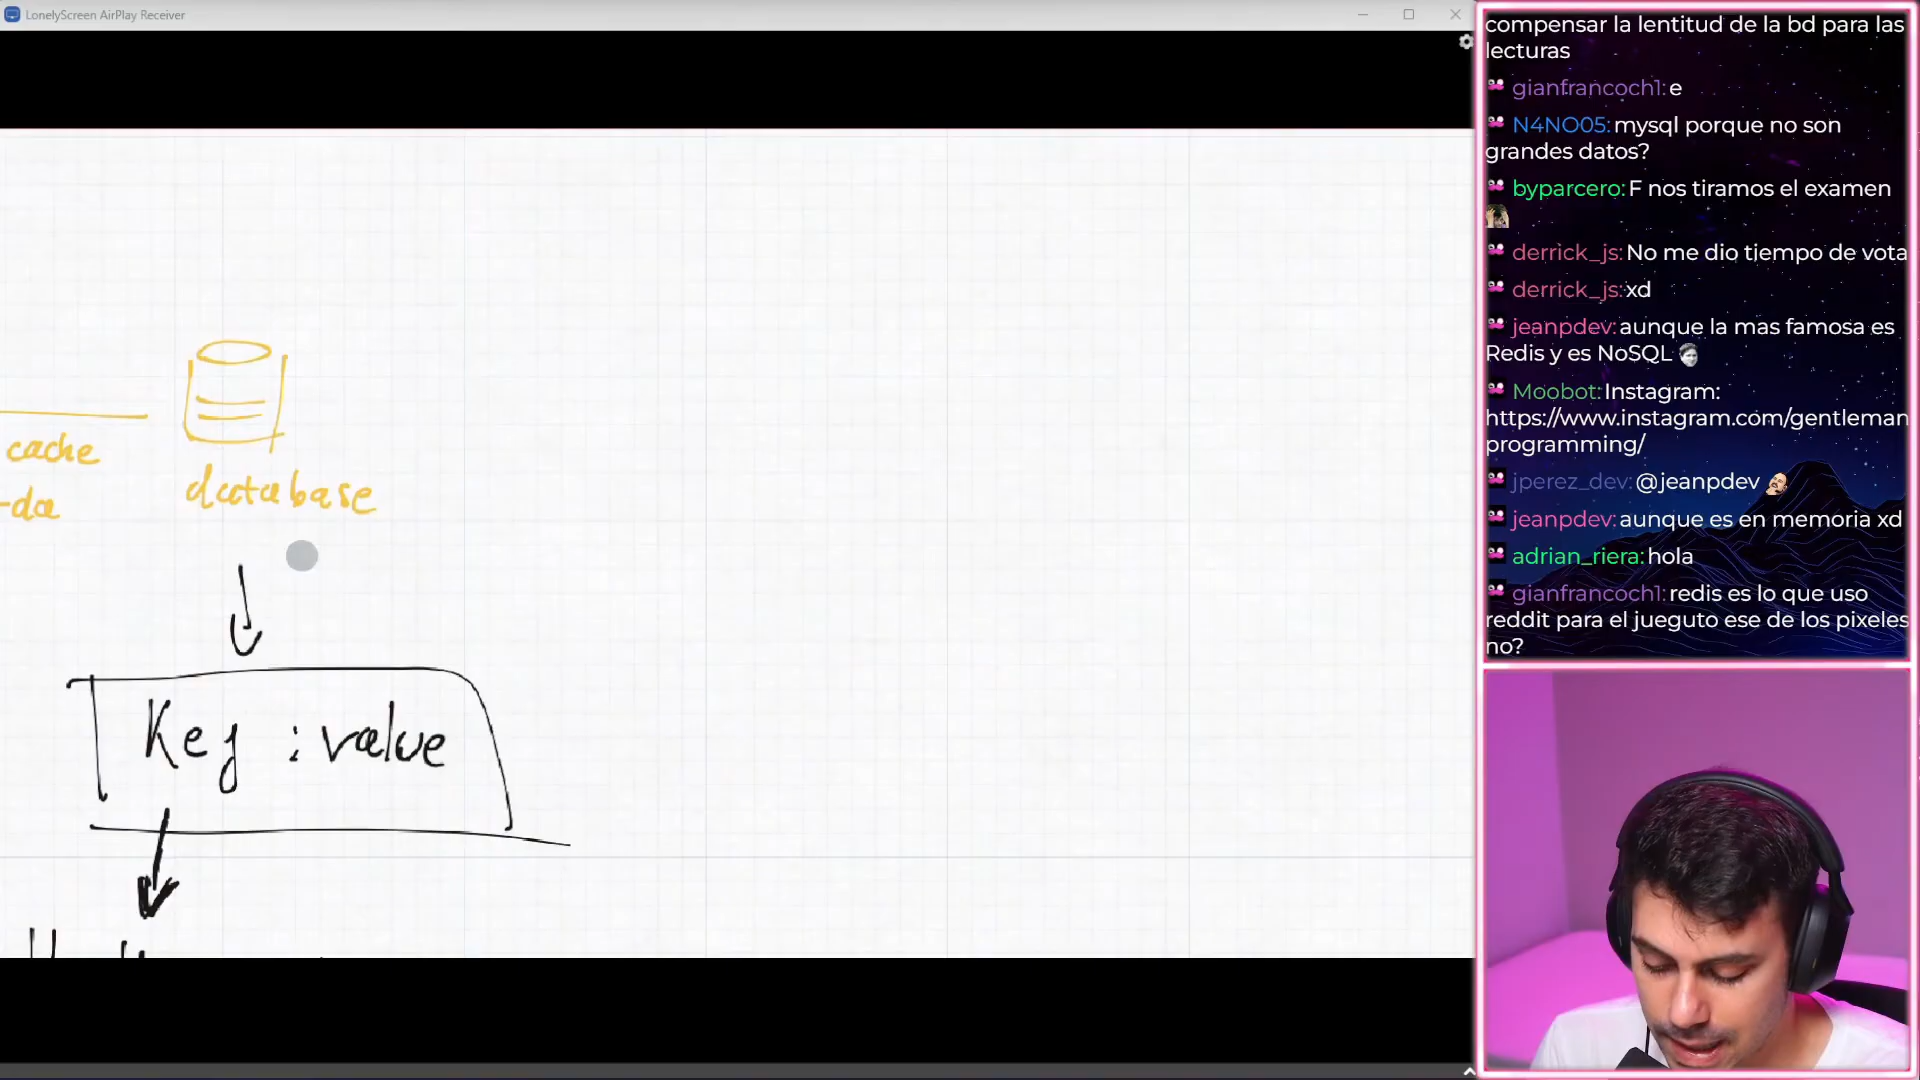 LonelyScreen AirPlay Receiver
compensar la lentitud de la bd para las
lecturas
gianfrancoch1: e
N4NO05: mysql porque no son
grandes datos?
byparcero: F nos tiramos el examen
derrick_js: No me dio tiempo de vota
derrick_js: xd
jeanpdev: aunque la mas famosa es
Redis y es NoSQL
Moobot: Instagram:
https://www.instagram.com/gentleman
programming/
jperez_dev: @jeanpdev
jeanpdev: aunque es en memoria xd
adrian_riera: hola
gianfrancoch1: redis es lo que uso
reddit para el jueguto ese de los pixeles
no?
cache
-da
database
Key : value